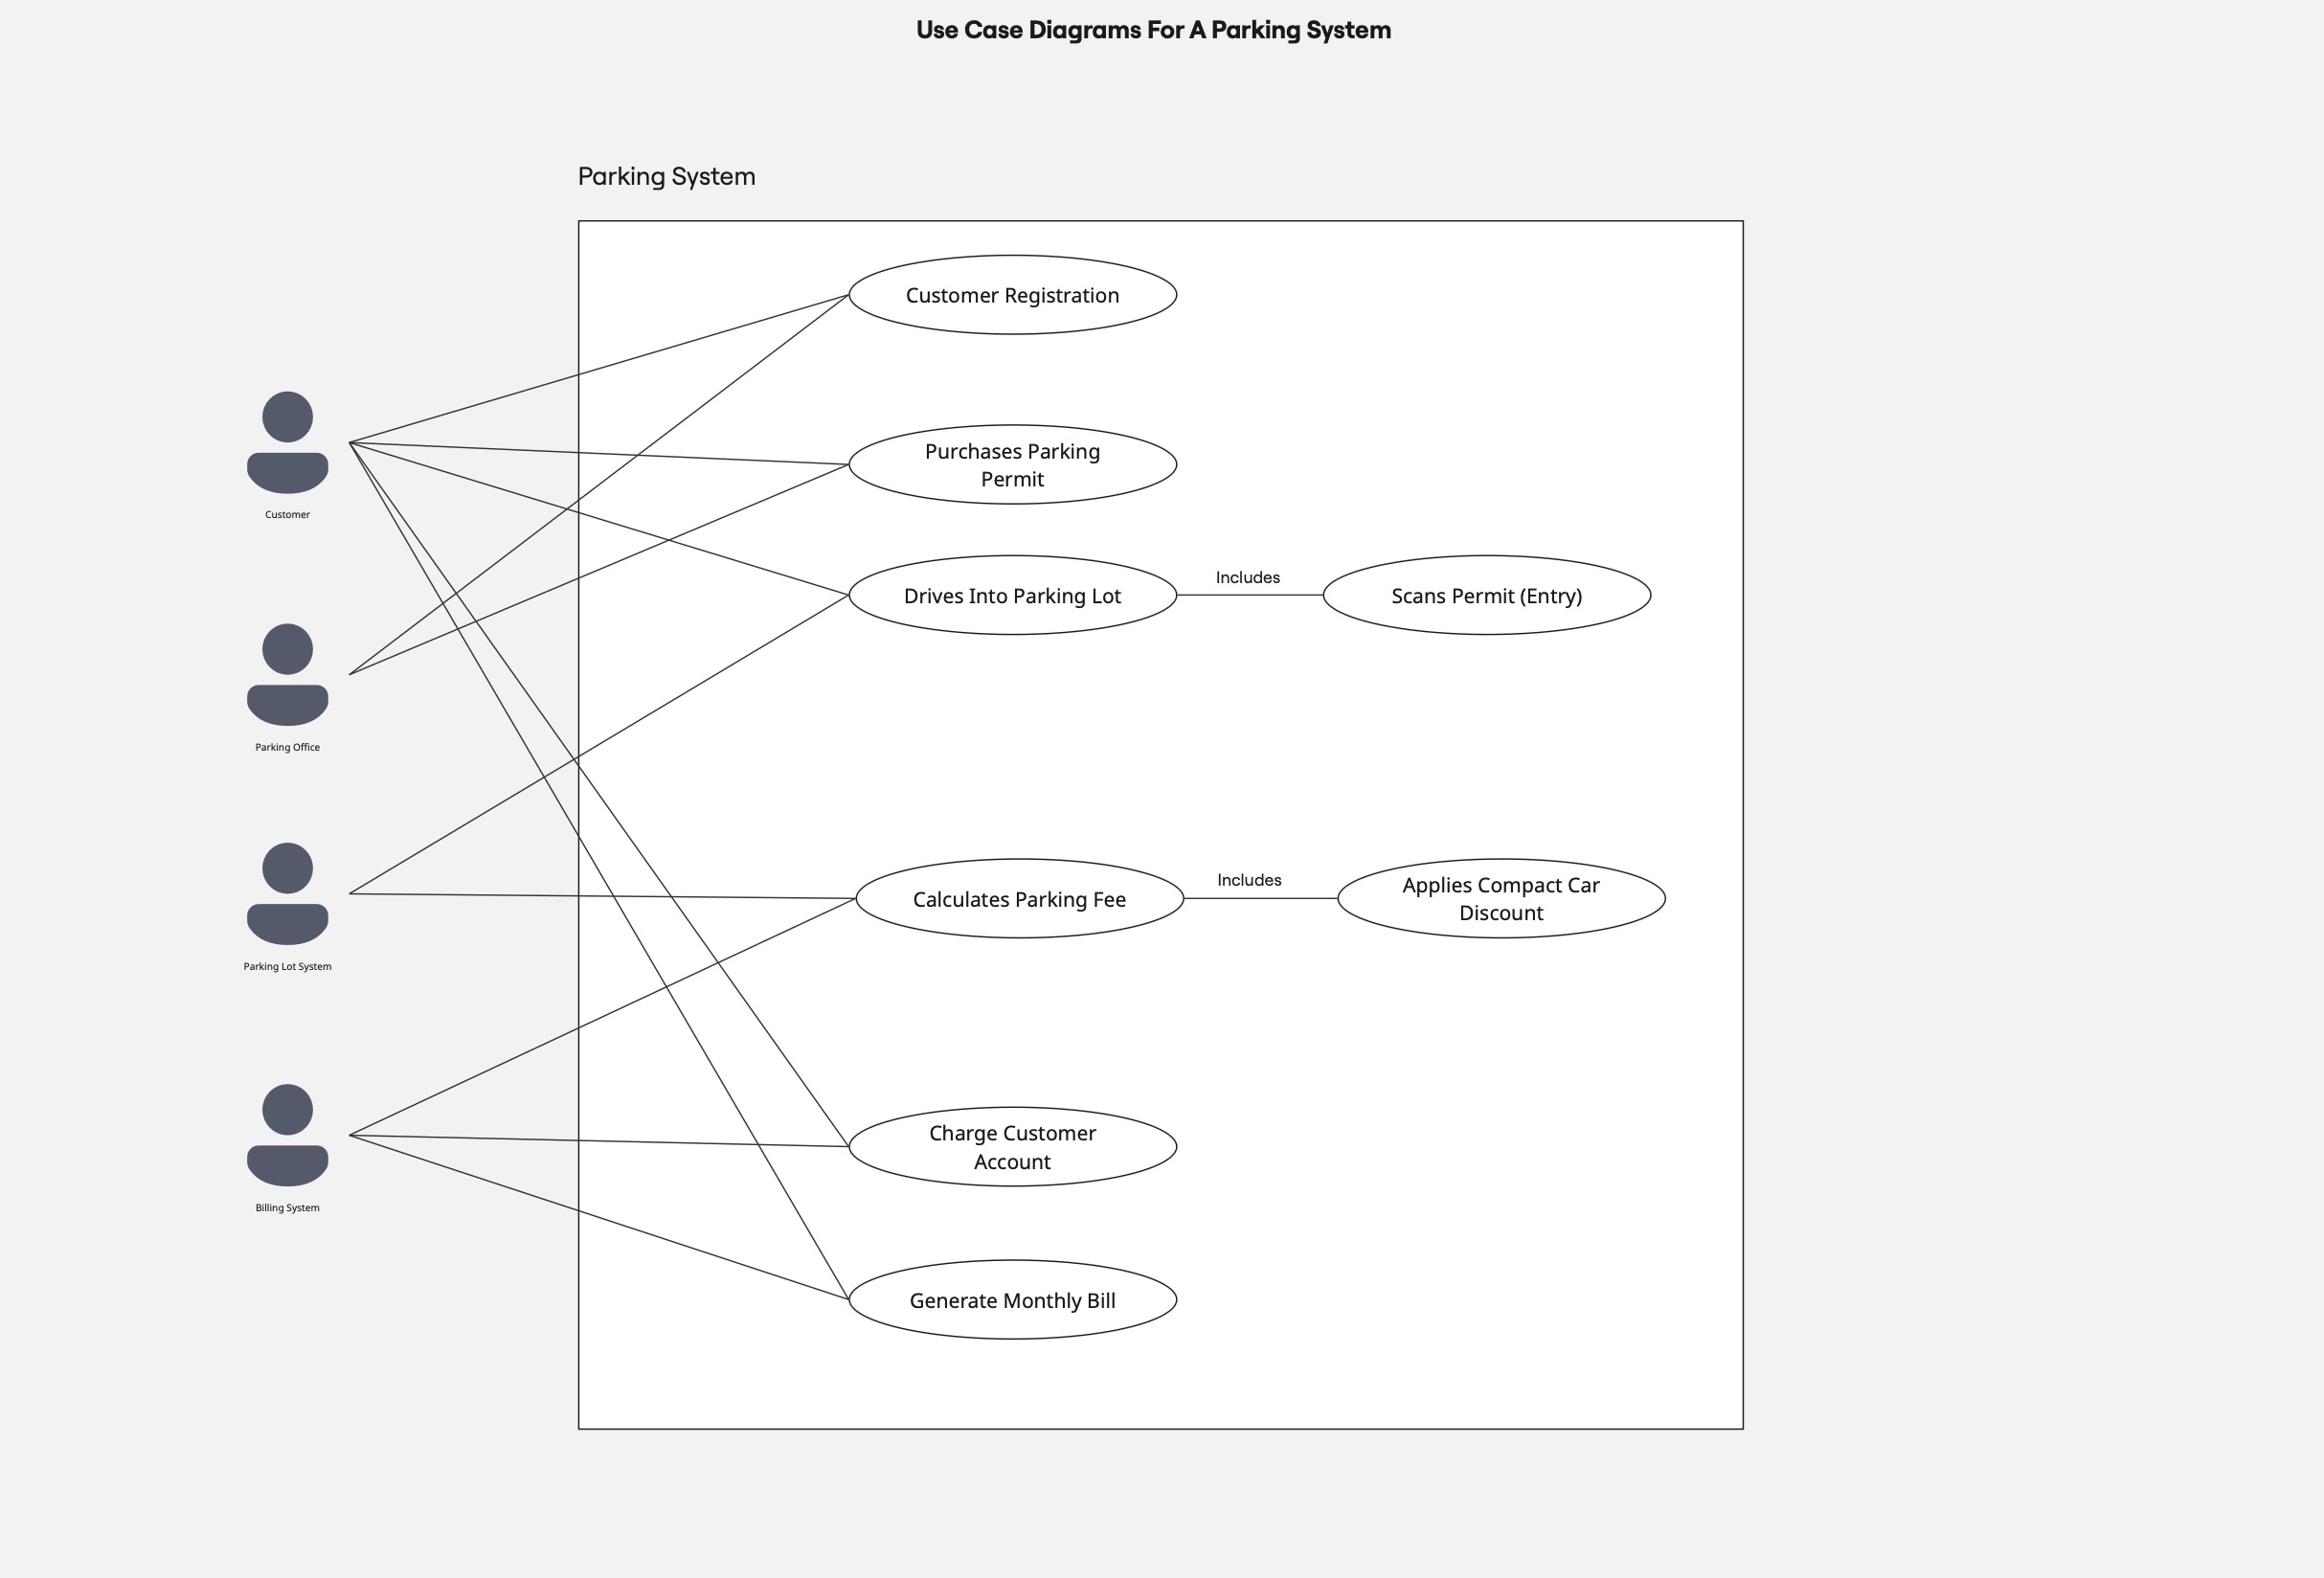 Use Case Diagrams For A Parking System
Parking System
Customer Registration
Purchases Parking
Permit
Customer
Drives Into Parking Lot
Includes
Scans Permit (Entry)
Parking Office
Calculates Parking Fee
Includes
Applies Compact Car
Discount
Parking Lot System
Charge Customer
Account
Billing System
Generate Monthly Bill